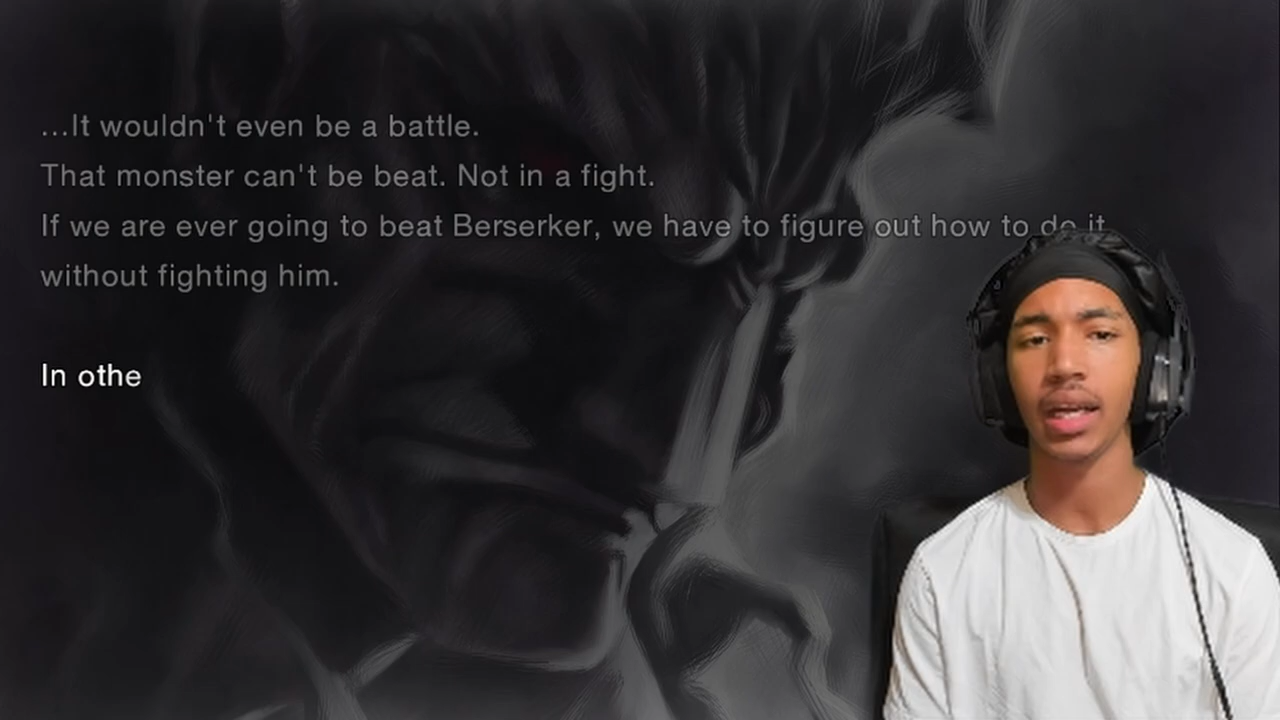 …It wouldn't even be a battle.
That monster can't be beat. Not in a fight.
If we are ever going to beat Berserker, we have to figure out how to do it
without fighting him.
In othe